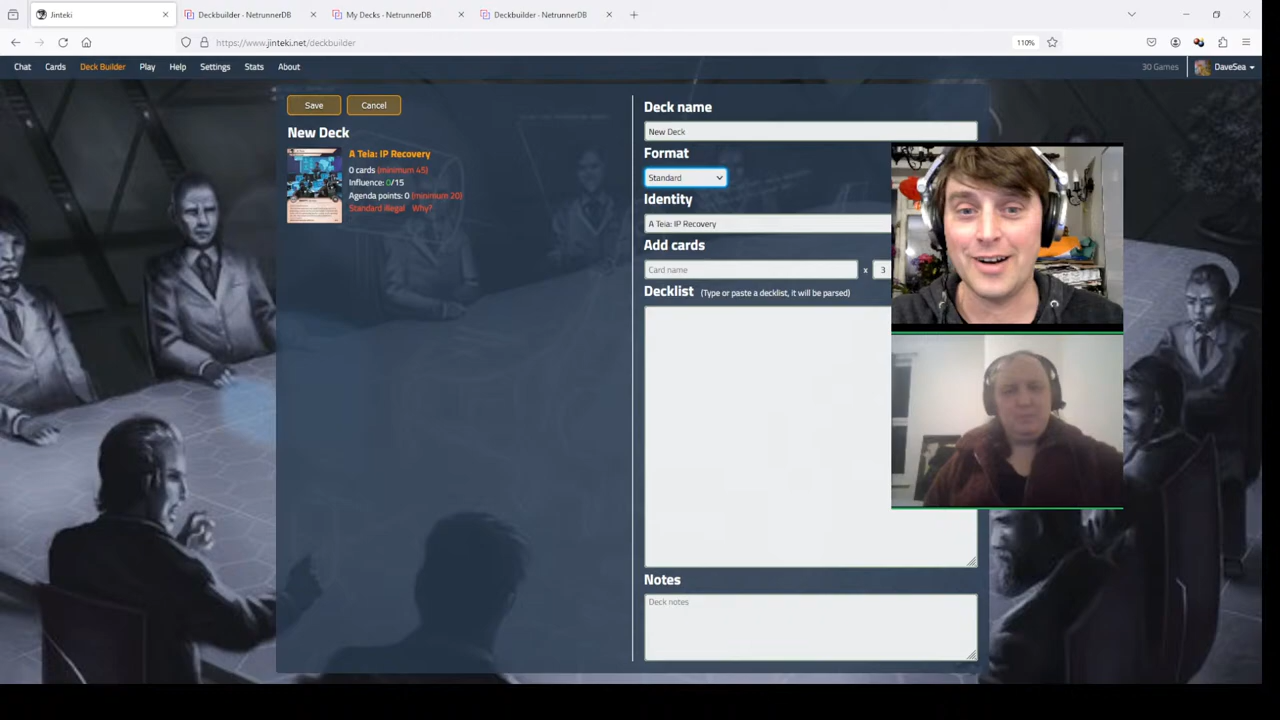 Jinteki
Deckbuilder - NetrunnerDB
My Decks - NetrunnerDB
Deckbuilder - NetrunnerDB
https://www.jinteki.net/deckbuilder
110%
Chat Cards Deck Builder Play Help Settings Stats About
30 Games
DaveSea
Save Cancel
New Deck
A Teia: IP Recovery
0 cards (minimum 45)
Influence: 0/15
Agenda points: 0 (minimum 20)
Standard illegal Why?
Deck name
New Deck
Format
Standard
Identity
A Teia: IP Recovery
Add cards
Card name x 3
Decklist (Type or paste a decklist, it will be parsed)
Notes
Deck notes